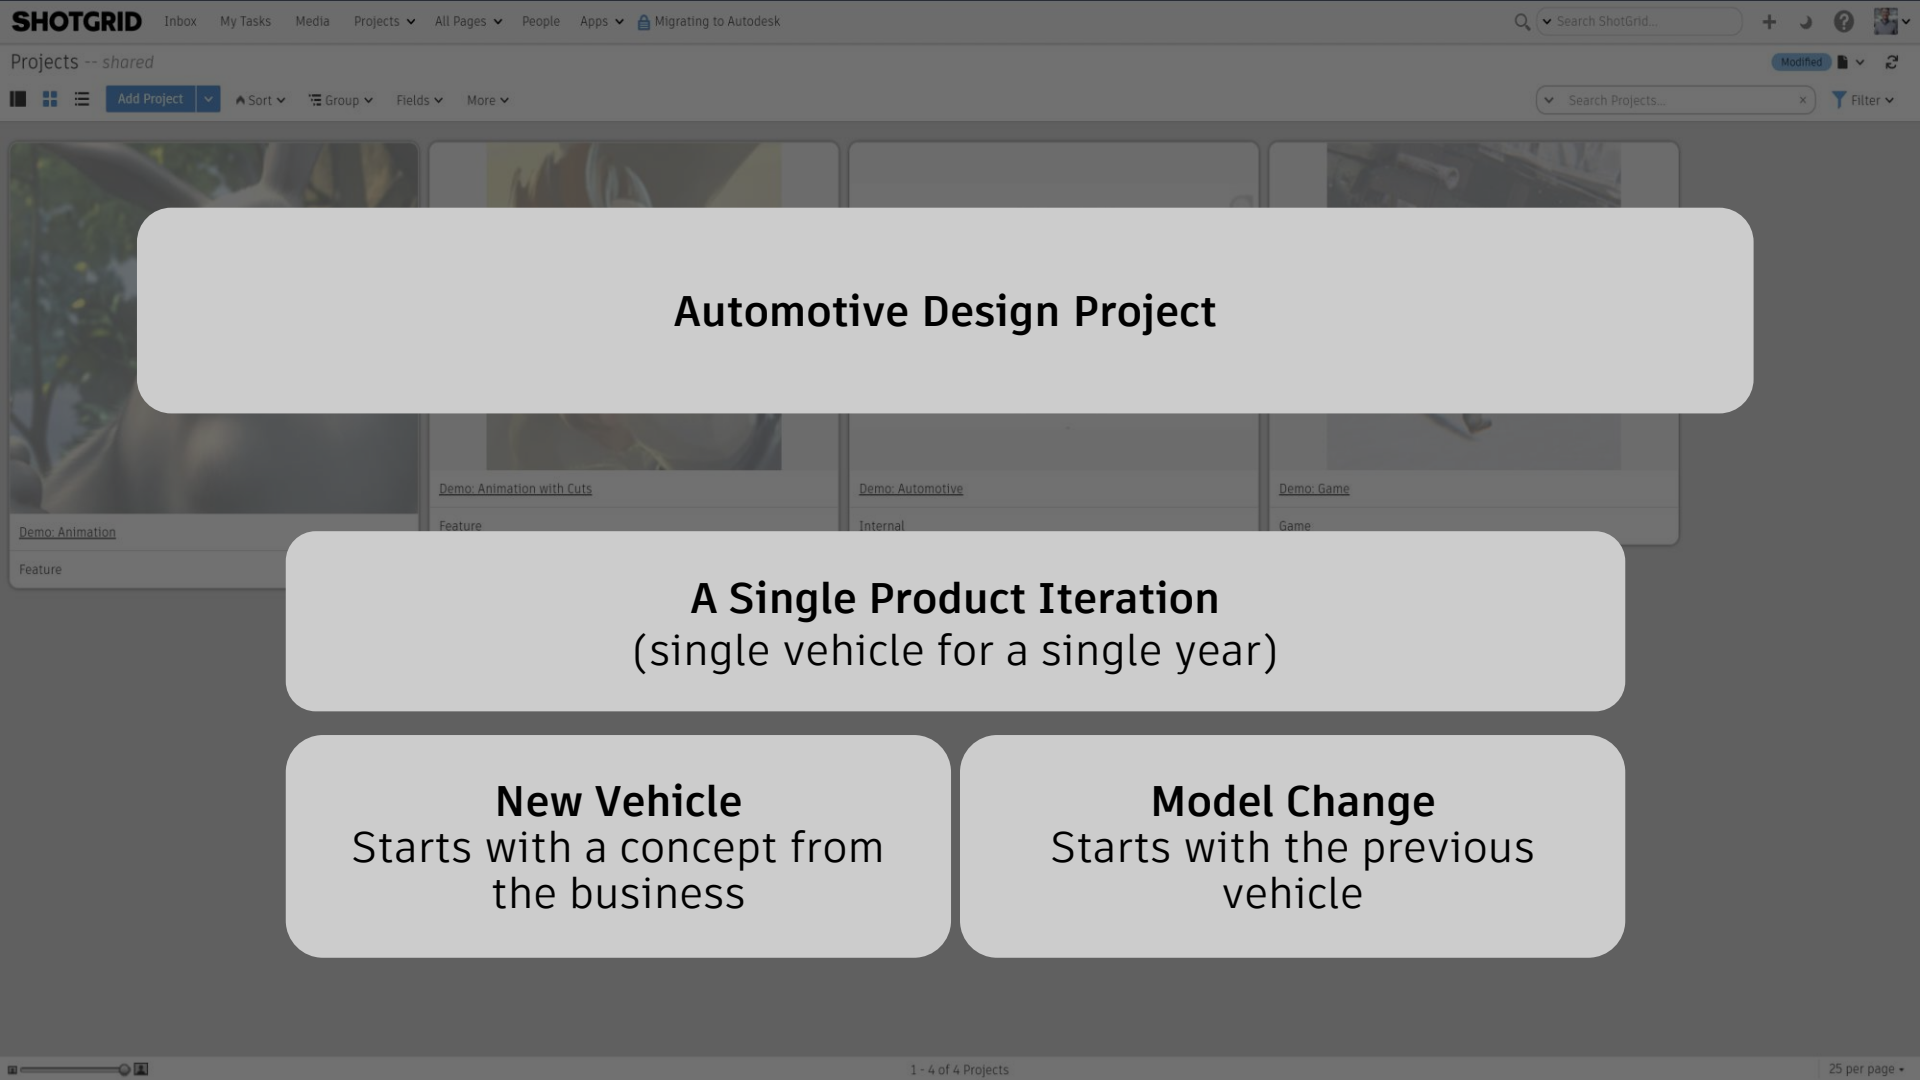 SHOTGRID Inbox My Tasks Media Projects All Pages People Apps Migrating to Autodesk Search ShotGrid...
Projects -- shared Modified
Add Project Sort Group Fields More Search Projects... Filter
Automotive Design Project
Demo: Animation with Cuts Demo: Automotive Demo: Game
Feature Internal Game
Demo: Animation
Feature
A Single Product Iteration
(single vehicle for a single year)
New Vehicle
Starts with a concept from
the business
Model Change
Starts with the previous
vehicle
1 - 4 of 4 Projects 25 per page